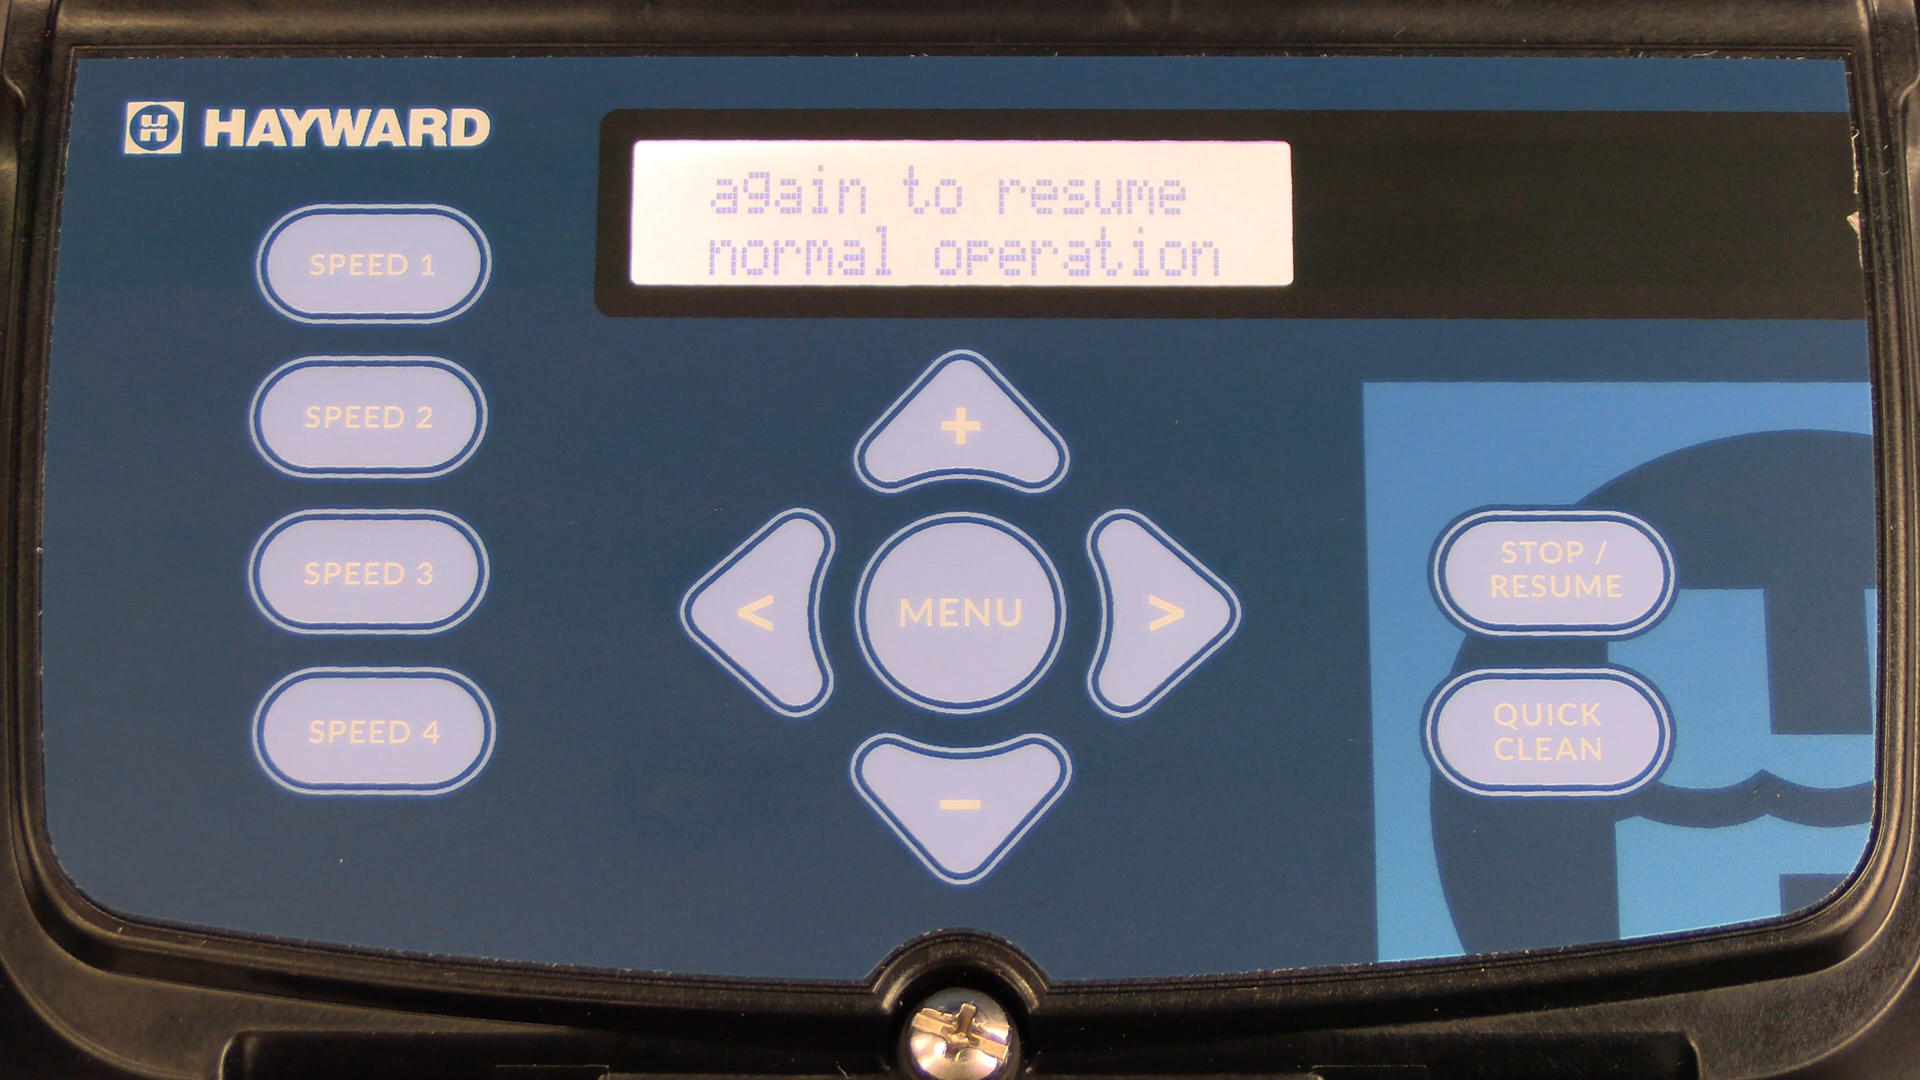 HAYWARD
again to resume
normal operation
SPEED 1
SPEED 2
SPEED 3
SPEED 4
+
<
MENU
>
−
STOP /
RESUME
QUICK
CLEAN